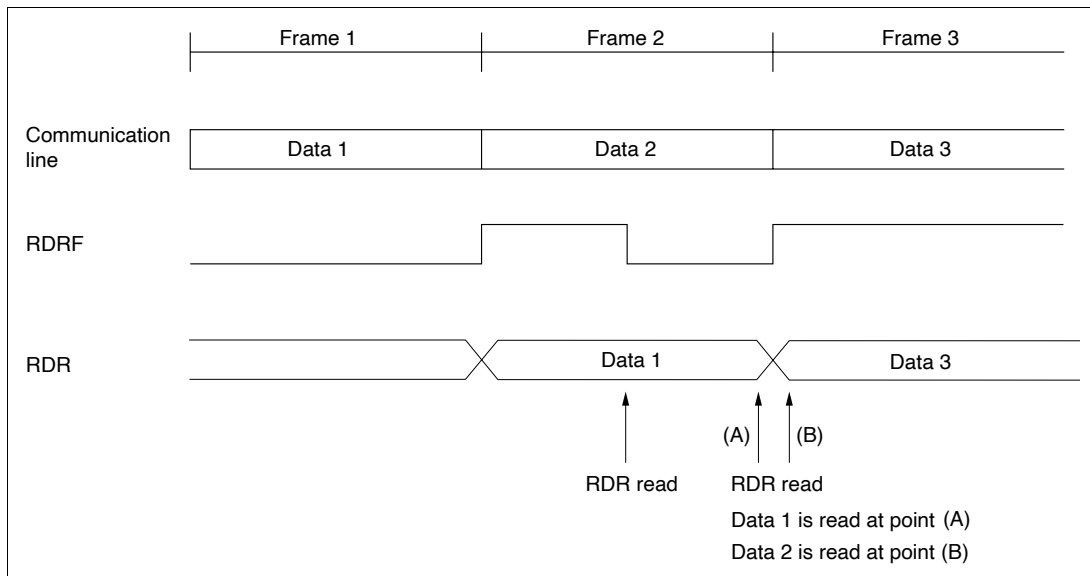 Frame 1 Frame 2 Frame 3
Communication
line
Data 1 Data 2 Data 3
RDRF
RDR
Data 1 Data 3
(A) (B)
RDR read RDR read
Data 1 is read at point (A)
Data 2 is read at point (B)